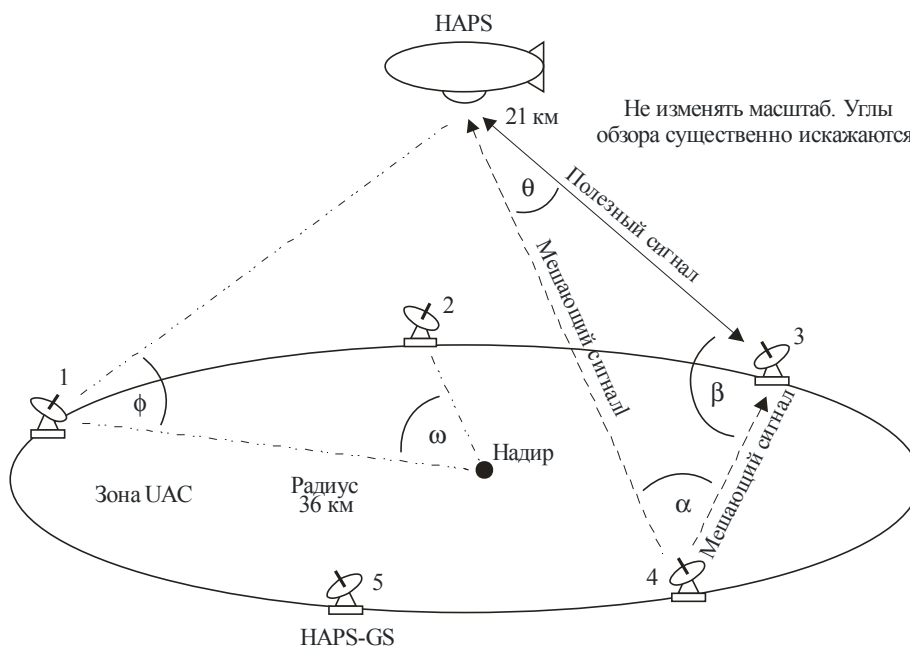 HAPS
21 км
Не изменять масштаб. Углы
обзора существенно искажаются
θ
Полезный сигнал
Мешающий сигналl
2
3
1
ϕ
β
ω
Надир
Зона UAC
Радиус
36 км
α
Мешающий сигнал
4
5
HAPS-GS